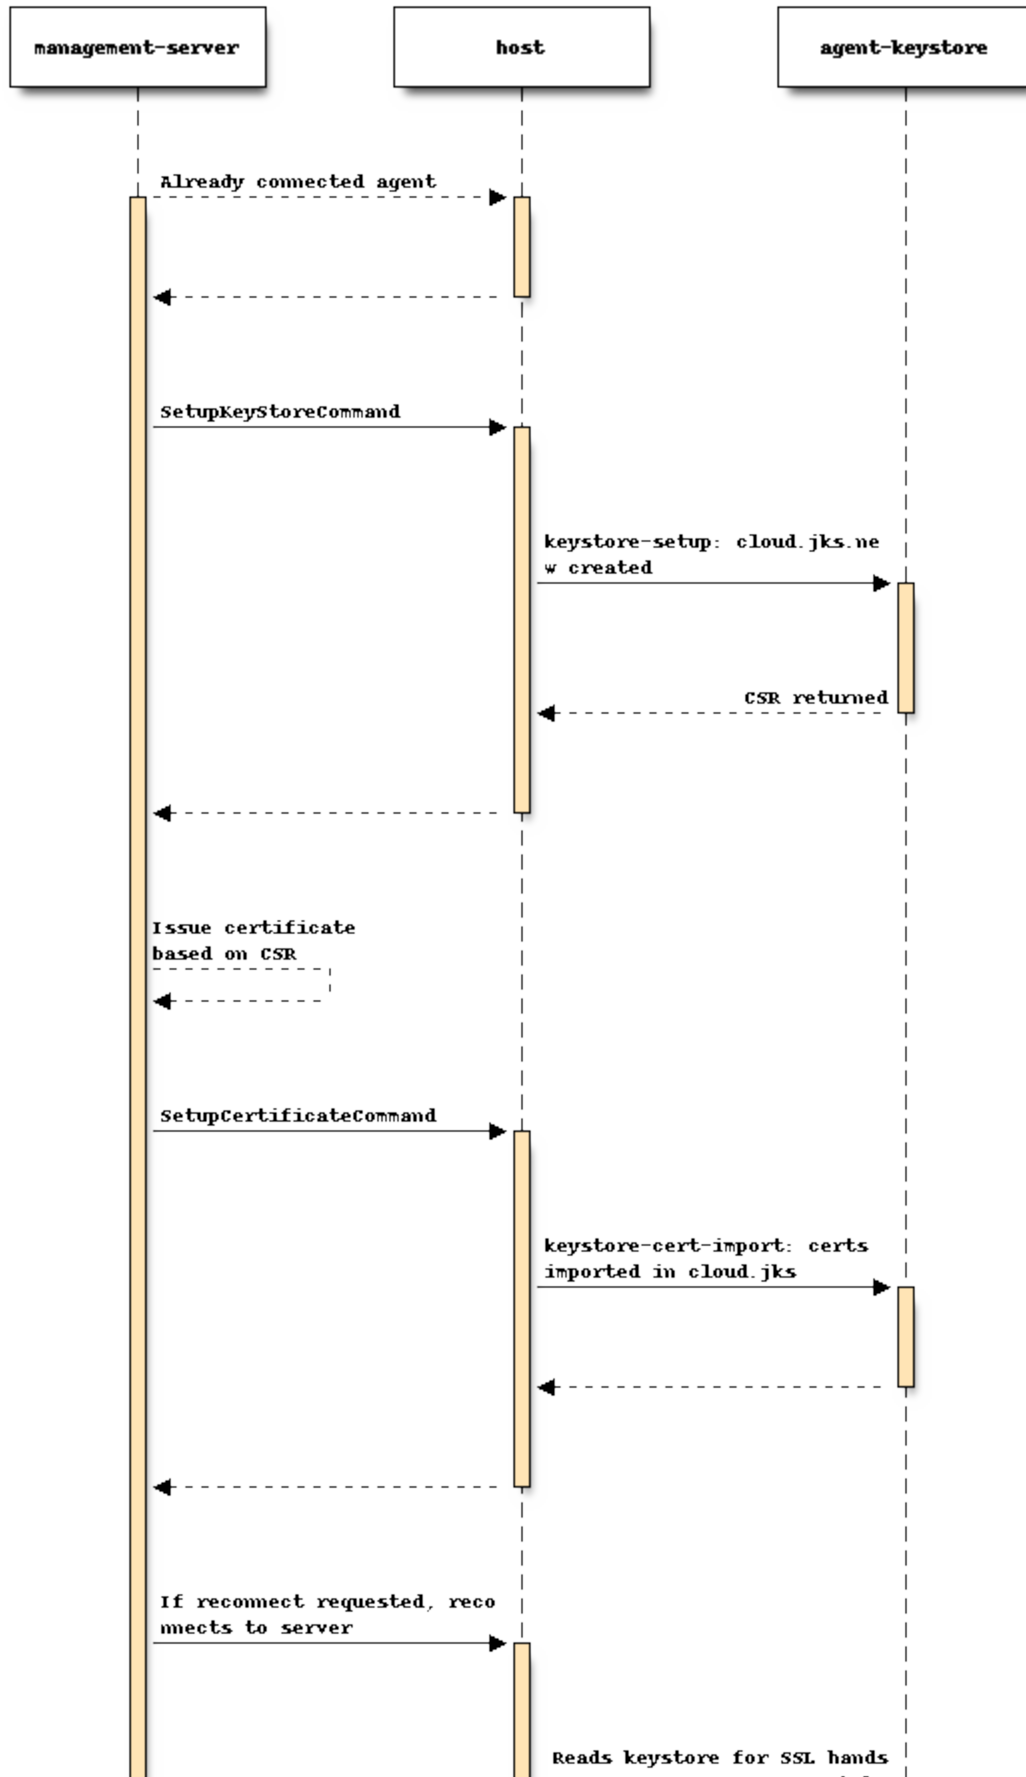 management-server
host
agent-keystore
Already connected agent
SetupKeyStoreCommand
keystore-setup: cloud.jks.ne
w created
CSR returned
Issue certificate
based on CSR
SetupCertificateCommand
keystore-cert-import: certs
imported in cloud.jks
If reconnect requested, reco
nnects to server
Reads keystore for SSL hands